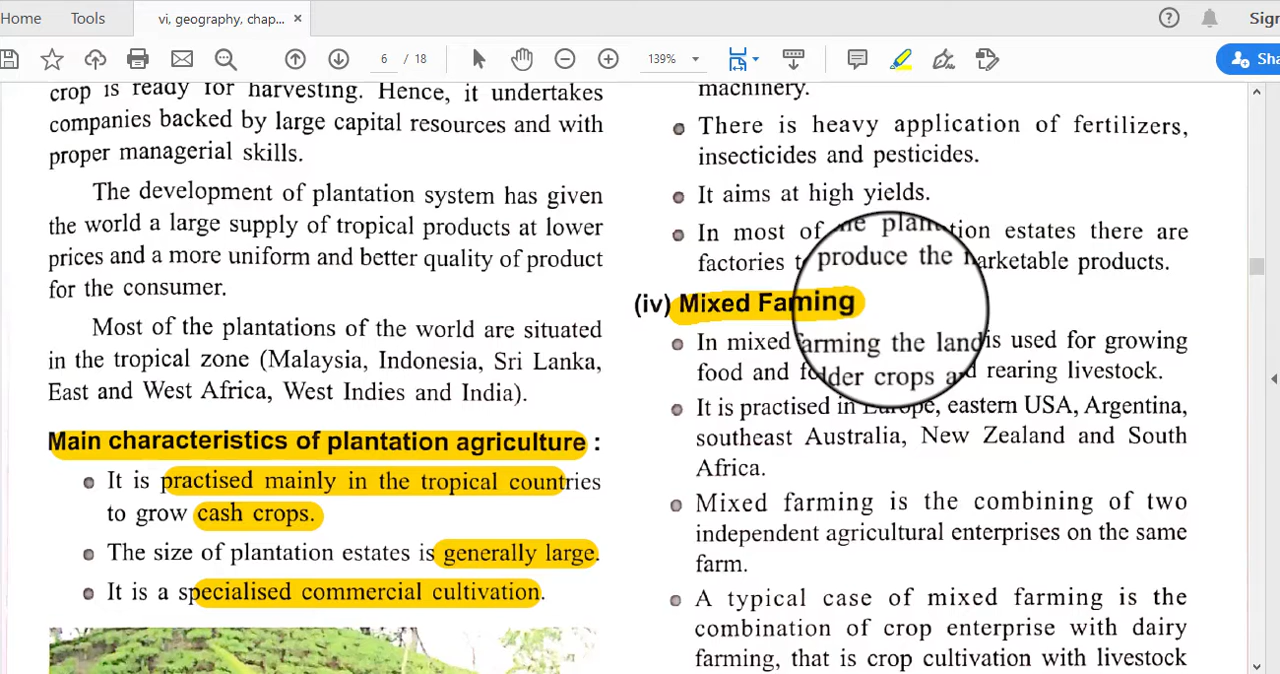 Home Tools vi, geography, chap... × Sign
6 / 18 139% Sha
crop is ready for harvesting. Hence, it undertakes
companies backed by large capital resources and with
proper managerial skills.
The development of plantation system has given
the world a large supply of tropical products at lower
prices and a more uniform and better quality of product
for the consumer.
Most of the plantations of the world are situated
in the tropical zone (Malaysia, Indonesia, Sri Lanka,
East and West Africa, West Indies and India).
Main characteristics of plantation agriculture :
It is practised mainly in the tropical countries
to grow cash crops.
The size of plantation estates is generally large.
It is a specialised commercial cultivation.
machinery.
There is heavy application of fertilizers,
insecticides and pesticides.
It aims at high yields.
In most of the plantation estates there are
factories to produce the marketable products.
(iv) Mixed Faming
In mixed farming the land is used for growing
food and fodder crops and rearing livestock.
It is practised in Europe, eastern USA, Argentina,
southeast Australia, New Zealand and South
Africa.
Mixed farming is the combining of two
independent agricultural enterprises on the same
farm.
A typical case of mixed farming is the
combination of crop enterprise with dairy
farming, that is crop cultivation with livestock